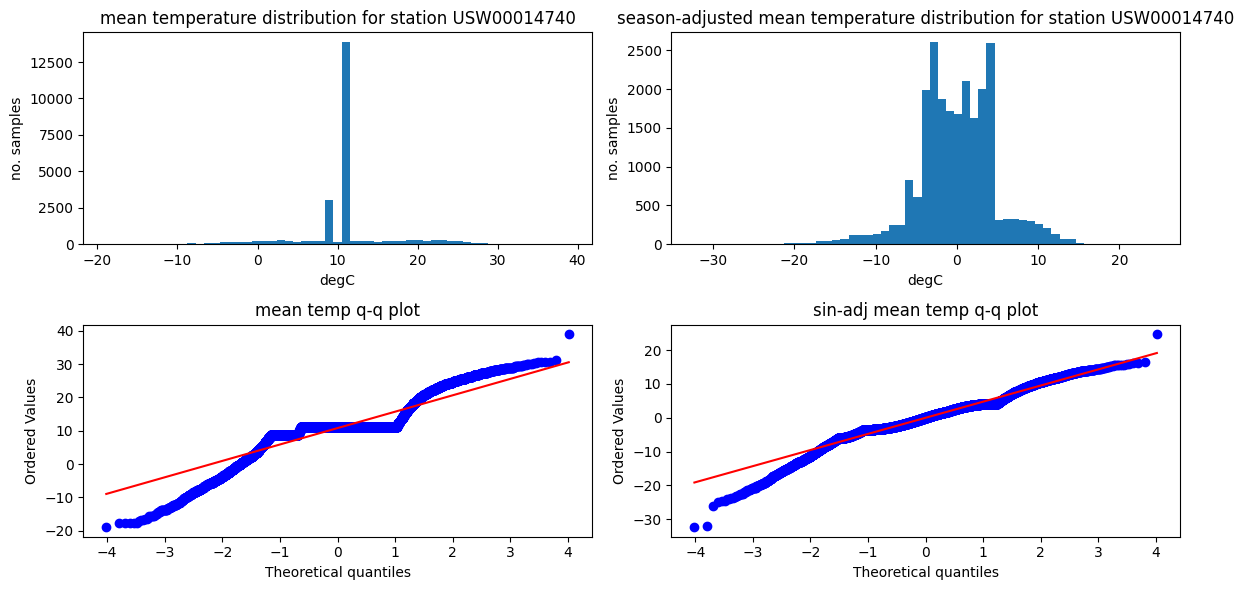 mean temperature distribution for station USW00014740
12500
10000
7500
5000
2500
0
no. samples
−20 −10 0 10 20 30 40
degC
season-adjusted mean temperature distribution for station USW00014740
2500
2000
1500
1000
500
0
no. samples
−30 −20 −10 0 10 20
degC
mean temp q-q plot
40
30
20
10
0
−10
−20
Ordered Values
−4 −3 −2 −1 0 1 2 3 4
Theoretical quantiles
sin-adj mean temp q-q plot
20
10
0
−10
−20
−30
Ordered Values
−4 −3 −2 −1 0 1 2 3 4
Theoretical quantiles